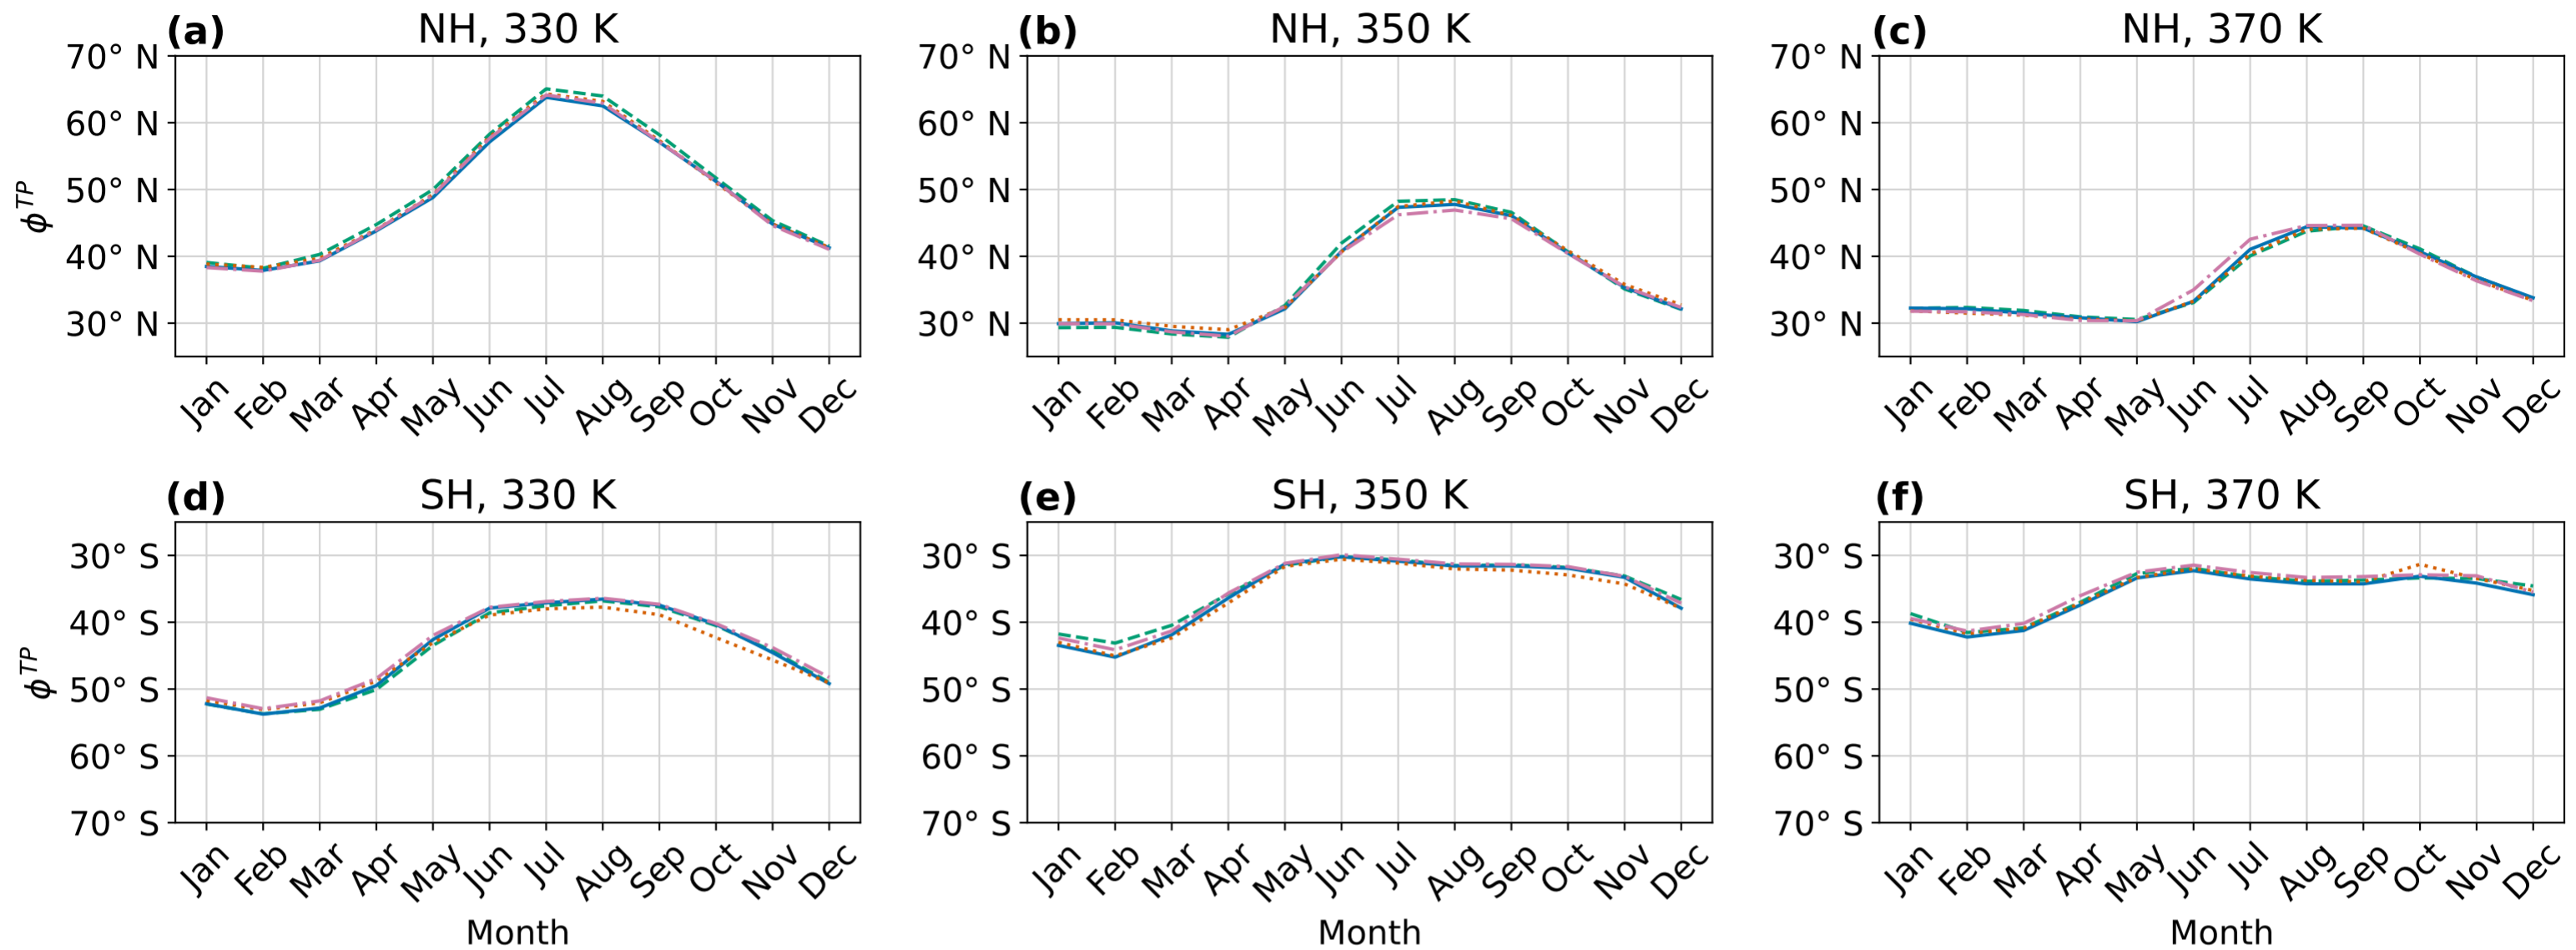 (a) NH, 330 K
70° N
60° N
50° N
40° N
30° N
ϕTP
Jan Feb Mar Apr May Jun Jul Aug Sep Oct Nov Dec
(b) NH, 350 K
70° N
60° N
50° N
40° N
30° N
Jan Feb Mar Apr May Jun Jul Aug Sep Oct Nov Dec
(c) NH, 370 K
70° N
60° N
50° N
40° N
30° N
Jan Feb Mar Apr May Jun Jul Aug Sep Oct Nov Dec
(d) SH, 330 K
30° S
40° S
50° S
60° S
70° S
ϕTP
Jan Feb Mar Apr May Jun Jul Aug Sep Oct Nov Dec
Month
(e) SH, 350 K
30° S
40° S
50° S
60° S
70° S
Jan Feb Mar Apr May Jun Jul Aug Sep Oct Nov Dec
Month
(f) SH, 370 K
30° S
40° S
50° S
60° S
70° S
Jan Feb Mar Apr May Jun Jul Aug Sep Oct Nov Dec
Month